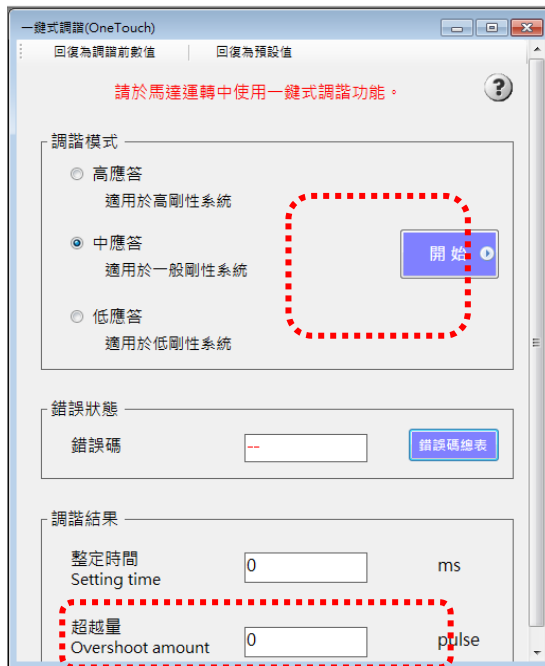 一鍵式調諧(OneTouch)
回復為調諧前數值 回復為預設值
請於馬達運轉中使用一鍵式調諧功能。
?
調諧模式
高應答
適用於高剛性系統
中應答
適用於一般剛性系統
開始
低應答
適用於低剛性系統
錯誤狀態
錯誤碼
--
錯誤碼總表
調諧結果
整定時間
Setting time
0
ms
超越量
Overshoot amount
0
pulse